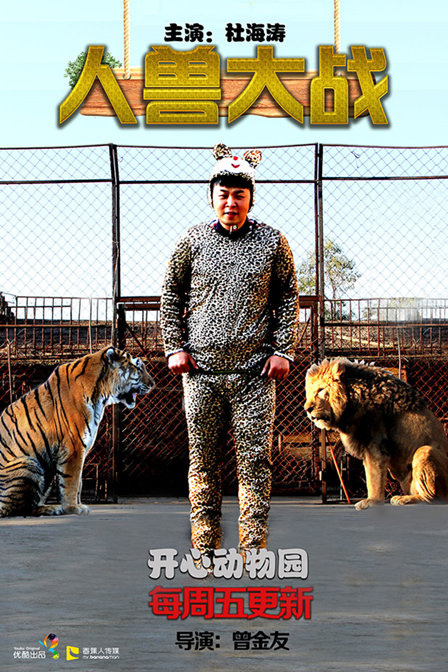 主演：杜海涛
人兽大战
开心动物园
每周五更新
导演：曾金友
Youku Original
优酷出品
香蕉人传媒
mr.bananaman